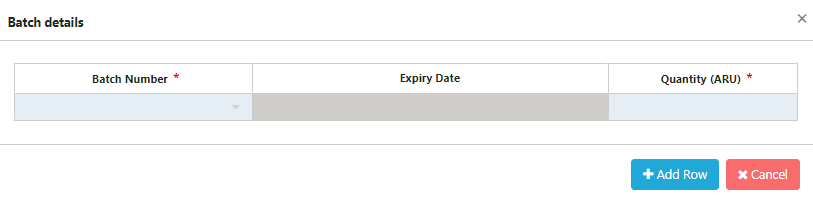 Batch details
Batch Number *
Expiry Date
Quantity (ARU) *
Add Row
Cancel